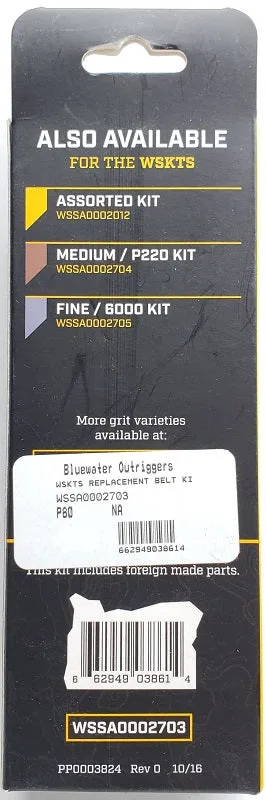 ALSO AVAILABLE
FOR THE WSKTS
ASSORTED KIT
WSSA0002012
MEDIUM / P220 KIT
WSSA0002704
FINE / 6000 KIT
WSSA0002705
More grit varieties
available at:
Bluewater Outriggers
WSKTS REPLACEMENT BELT KI
WSSA0002703
P80 NA
662949038614
This kit includes foreign made parts.
6 62949 03861 4
WSSA0002703
PP0003824 Rev 0 10/16